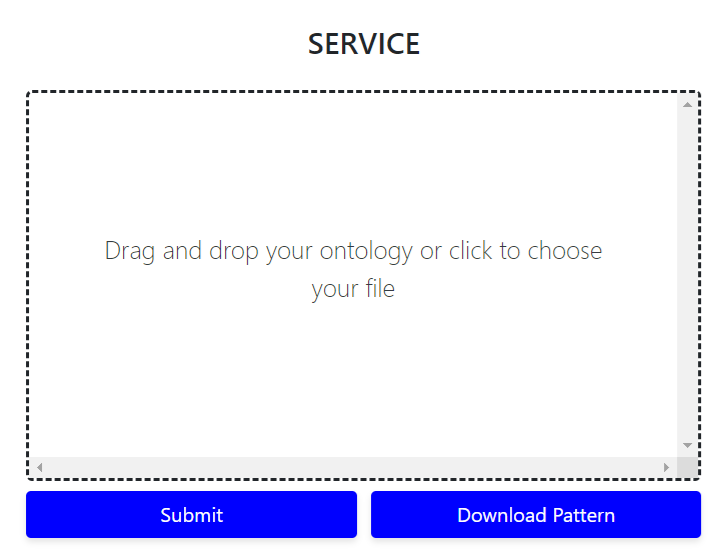 SERVICE
Drag and drop your ontology or click to choose
your file
Submit
Download Pattern